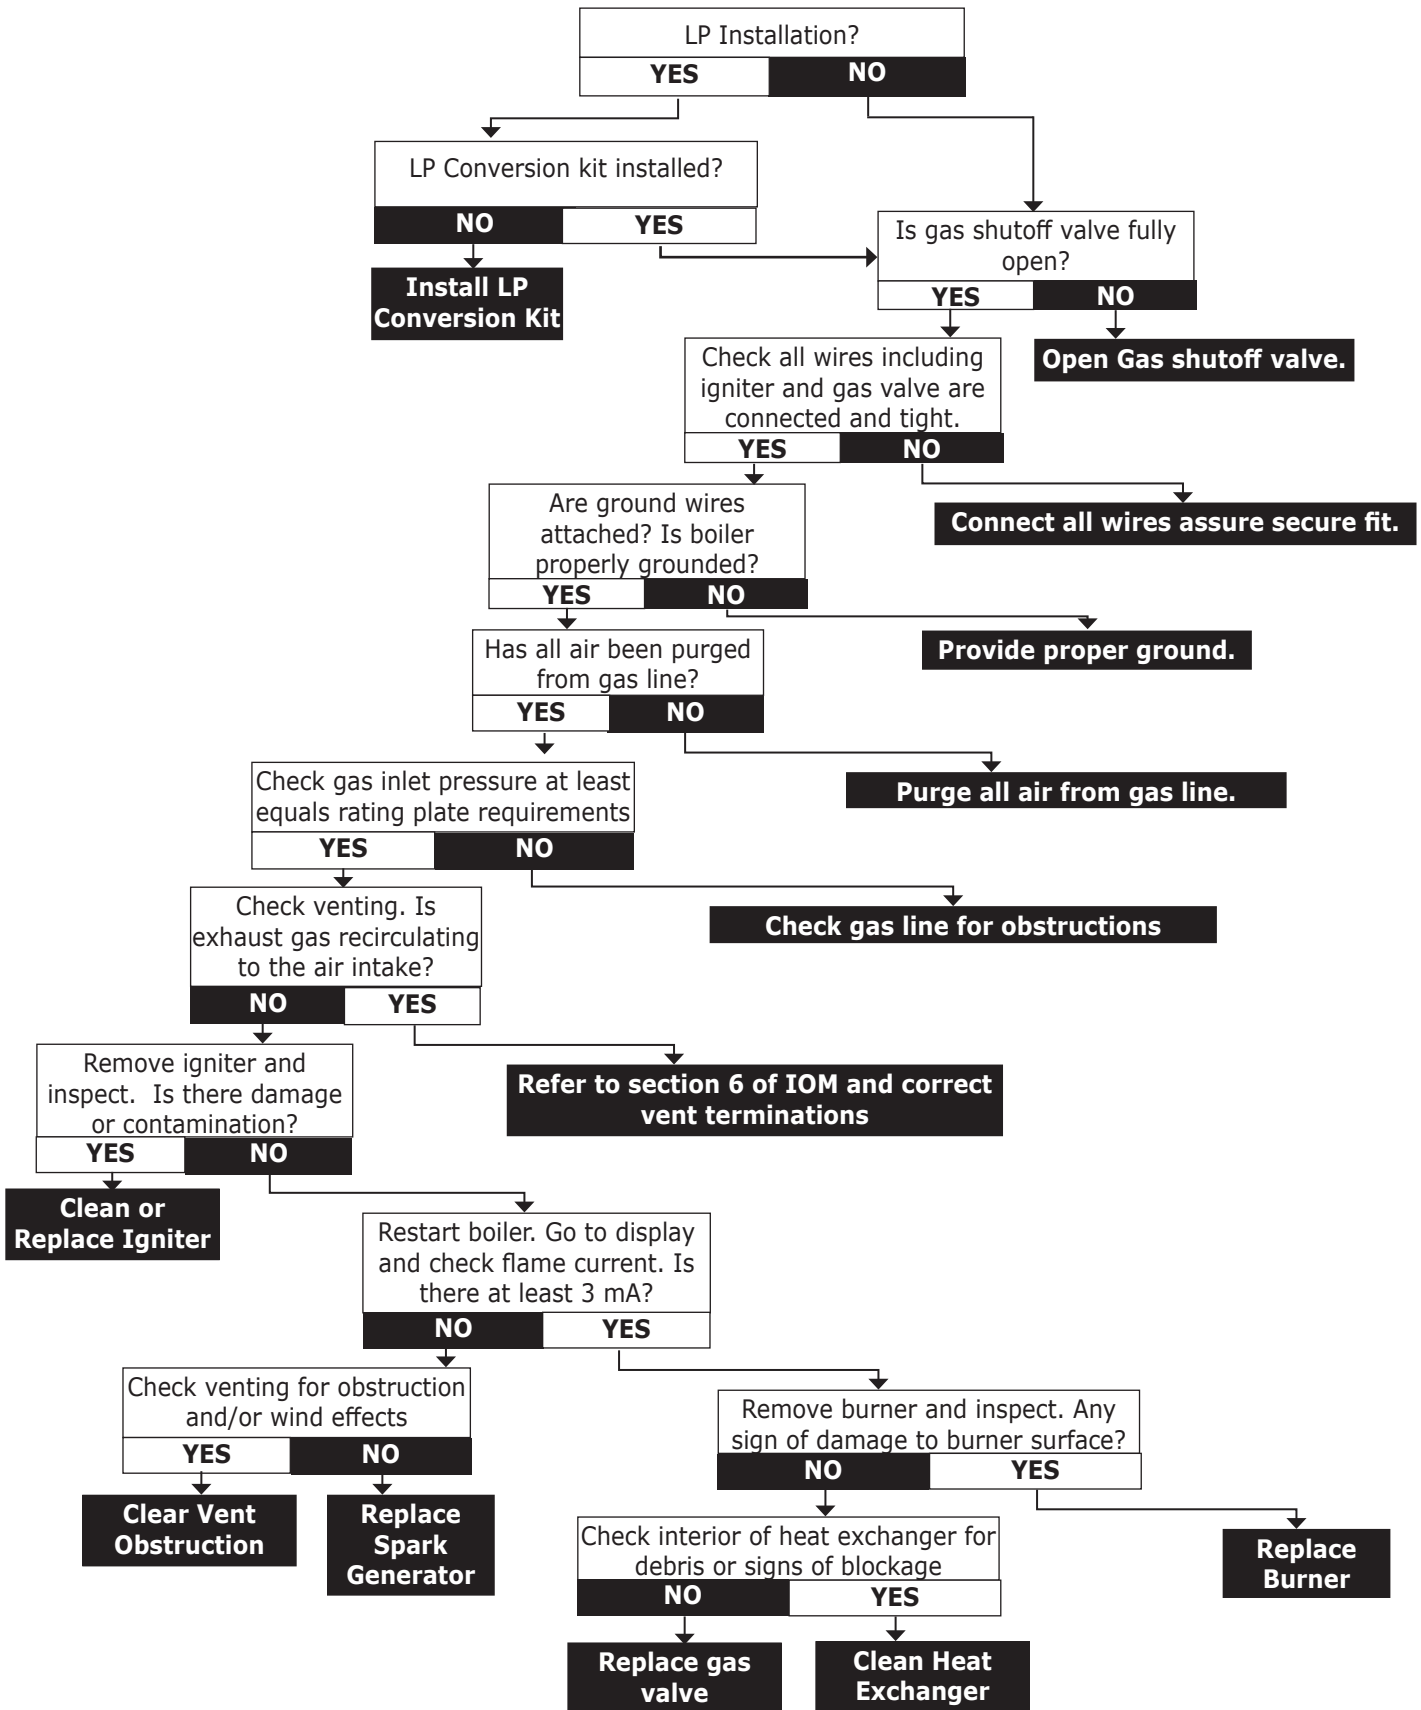 LP Installation?
YES
NO
LP Conversion kit installed?
NO
YES
Install LP
Conversion Kit
Is gas shutoff valve fully
open?
YES
NO
Open Gas shutoff valve.
Check all wires including
igniter and gas valve are
connected and tight.
YES
NO
Connect all wires assure secure fit.
Are ground wires
attached? Is boiler
properly grounded?
YES
NO
Provide proper ground.
Has all air been purged
from gas line?
YES
NO
Purge all air from gas line.
Check gas inlet pressure at least
equals rating plate requirements
YES
NO
Check gas line for obstructions
Check venting. Is
exhaust gas recirculating
to the air intake?
NO
YES
Refer to section 6 of IOM and correct
vent terminations
Remove igniter and
inspect.  Is there damage
or contamination?
YES
NO
Clean or
Replace Igniter
Restart boiler. Go to display
and check flame current. Is
there at least 3 mA?
NO
YES
Check venting for obstruction
and/or wind effects
YES
NO
Clear Vent
Obstruction
Replace
Spark
Generator
Remove burner and inspect. Any
sign of damage to burner surface?
NO
YES
Replace
Burner
Check interior of heat exchanger for
debris or signs of blockage
NO
YES
Replace gas
valve
Clean Heat
Exchanger